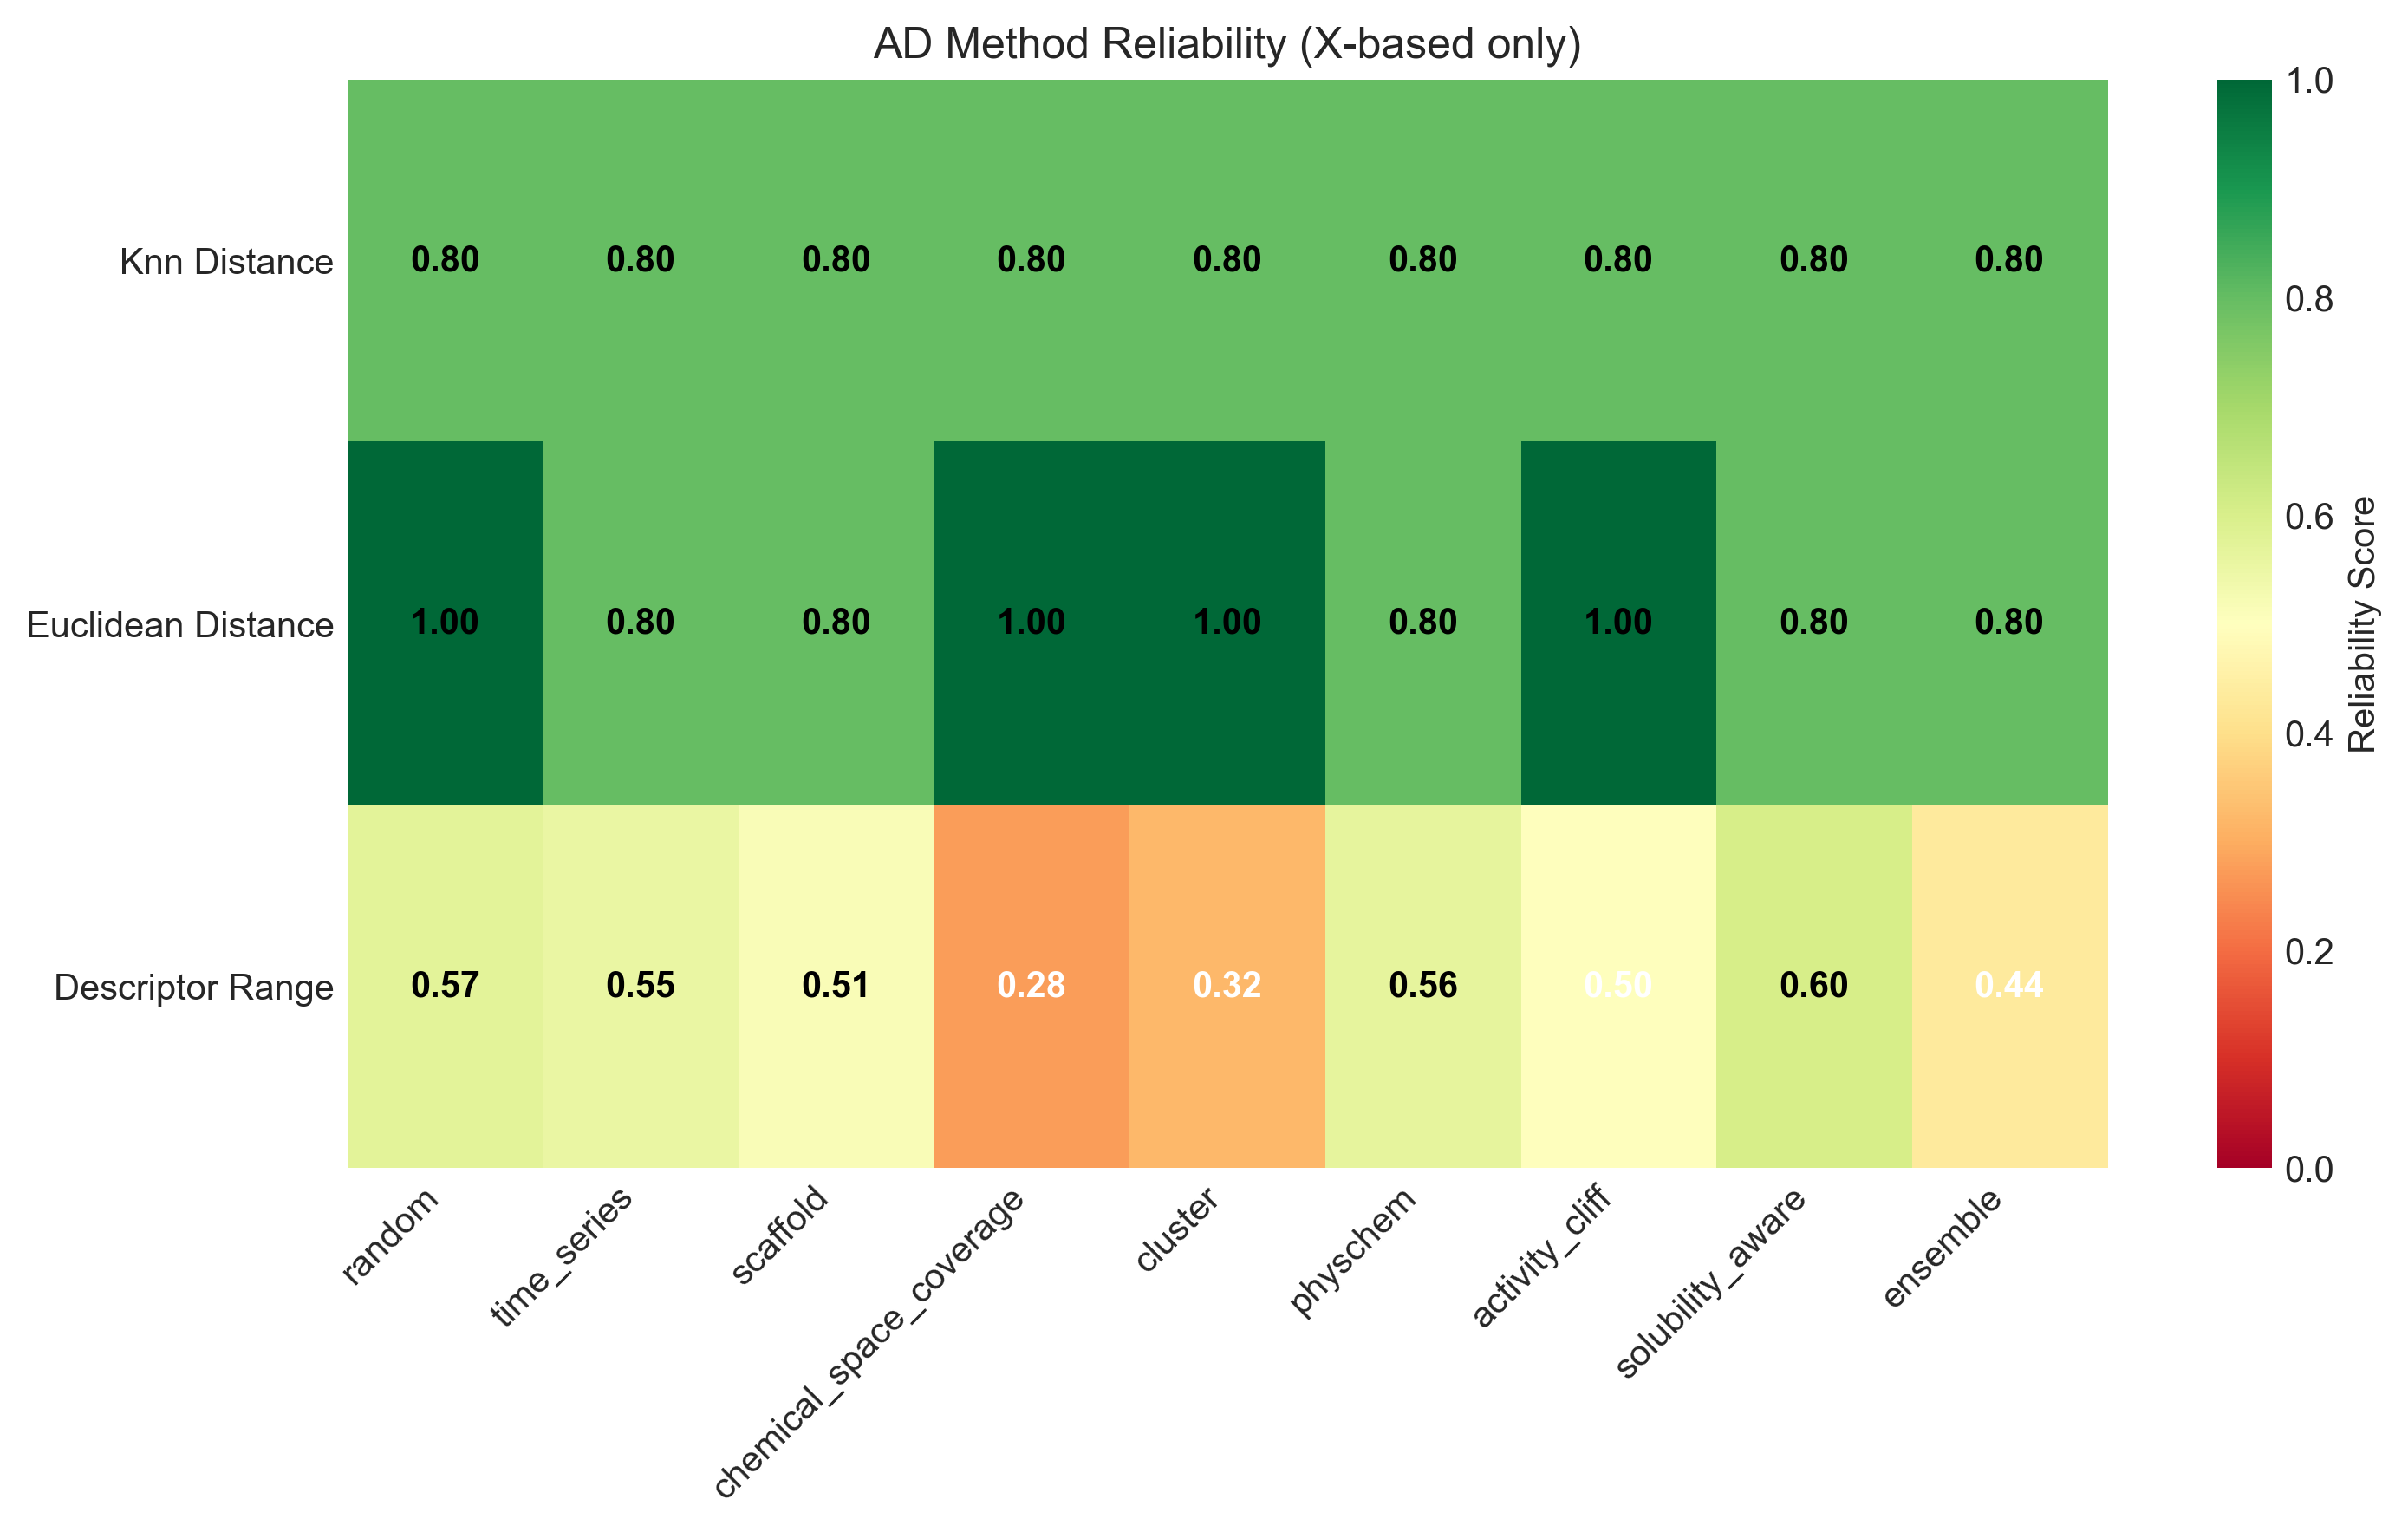 AD Method Reliability (X-based only)
Knn Distance 0.80 0.80 0.80 0.80 0.80 0.80 0.80 0.80 0.80
Euclidean Distance 1.00 0.80 0.80 1.00 1.00 0.80 1.00 0.80 0.80
Descriptor Range 0.57 0.55 0.51 0.28 0.32 0.56 0.50 0.60 0.44
random
time_series
scaffold
chemical_space_coverage
cluster
physchem
activity_cliff
solubility_aware
ensemble
1.0
0.8
0.6
0.4
0.2
0.0
Reliability Score